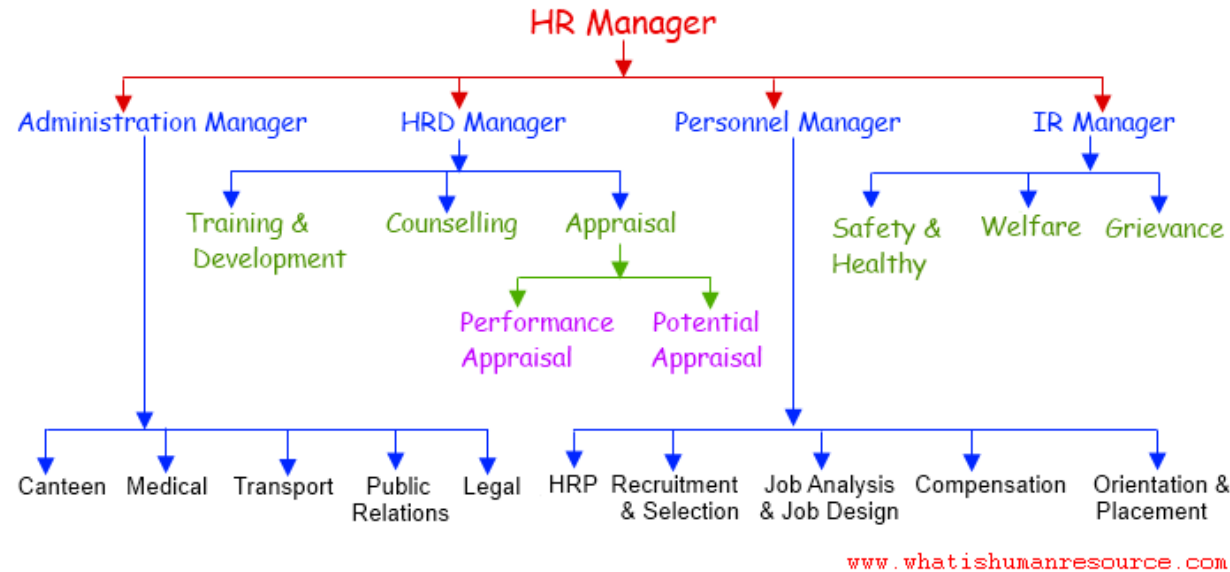 HR Manager
Administration Manager
HRD Manager
Personnel Manager
IR Manager
Training &
Development
Counselling
Appraisal
Safety &
Healthy
Welfare
Grievance
Performance
Appraisal
Potential
Appraisal
Canteen
Medical
Transport
Public
Relations
Legal
HRP
Recruitment
& Selection
Job Analysis
& Job Design
Compensation
Orientation &
Placement
www.whatishumanresource.com